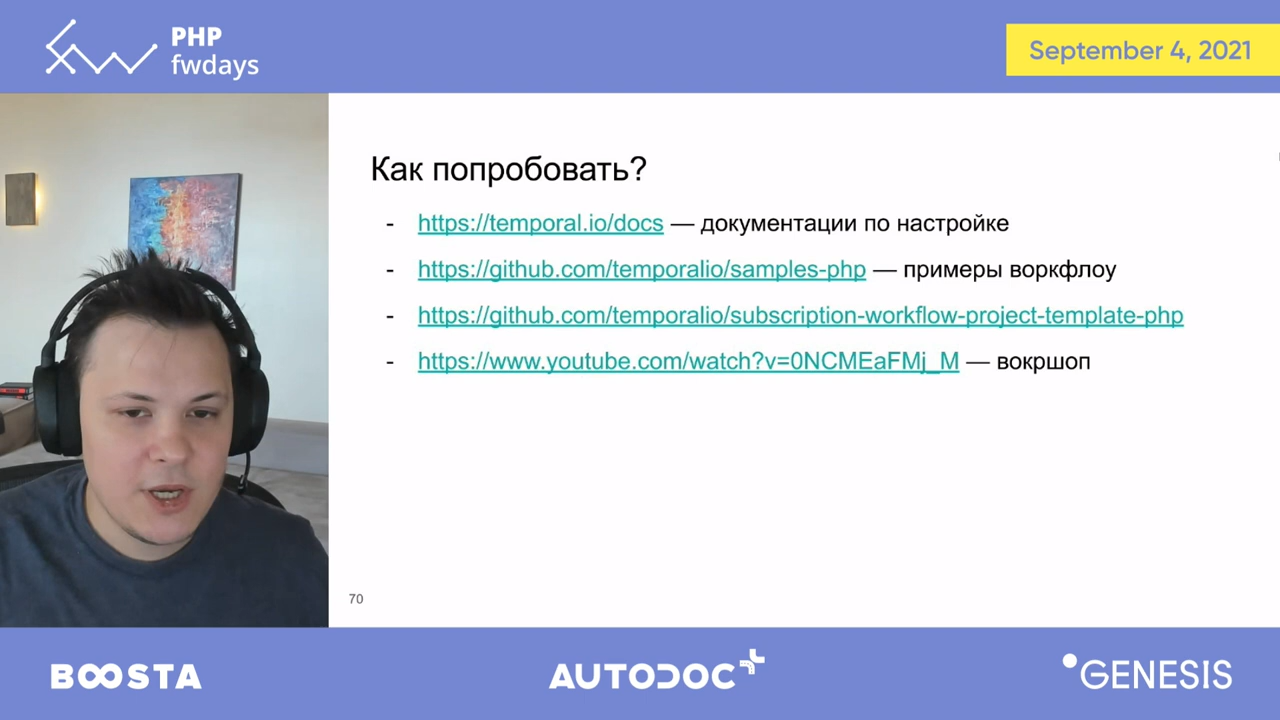 PHP
fwdays
September 4, 2021
Как попробовать?
- https://temporal.io/docs — документации по настройке
- https://github.com/temporalio/samples-php — примеры воркфлоу
- https://github.com/temporalio/subscription-workflow-project-template-php
- https://www.youtube.com/watch?v=0NCMEaFMj_M — вокршоп
70
BOOSTA
AUTODOC
GENESIS